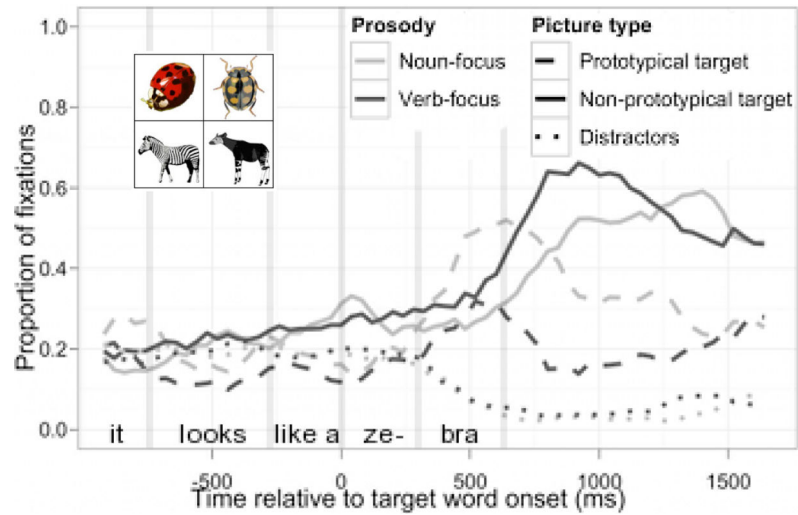 1.0
0.8
0.6
0.4
0.2
0.0
Proportion of fixations
Prosody
Noun-focus
Verb-focus
Picture type
Prototypical target
Non-prototypical target
Distractors
it looks like a ze- bra
-500 0 500 1000 1500
Time relative to target word onset (ms)